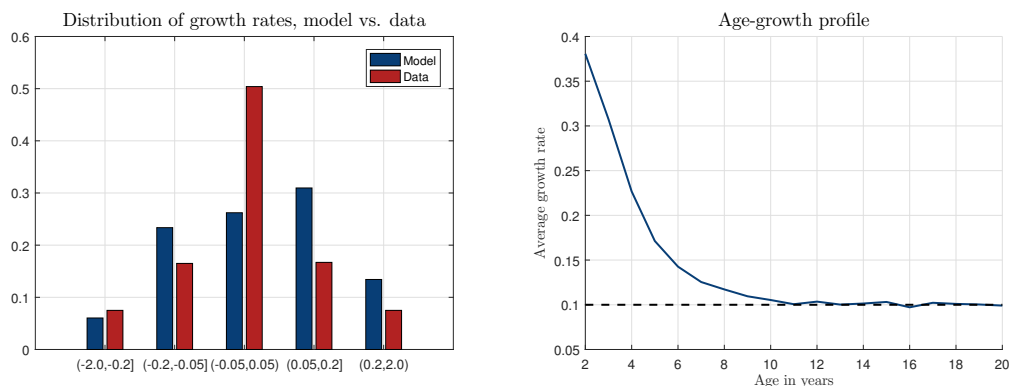 Distribution of growth rates, model vs. data
0.6
0.5
0.4
0.3
0.2
0.1
0
Model
Data
(-2.0,-0.2] (-0.2,-0.05] (-0.05,0.05) (0.05,0.2] (0.2,2.0)
Age-growth profile
Average growth rate
0.4
0.35
0.3
0.25
0.2
0.15
0.1
0.05
2 4 6 8 10 12 14 16 18 20
Age in years